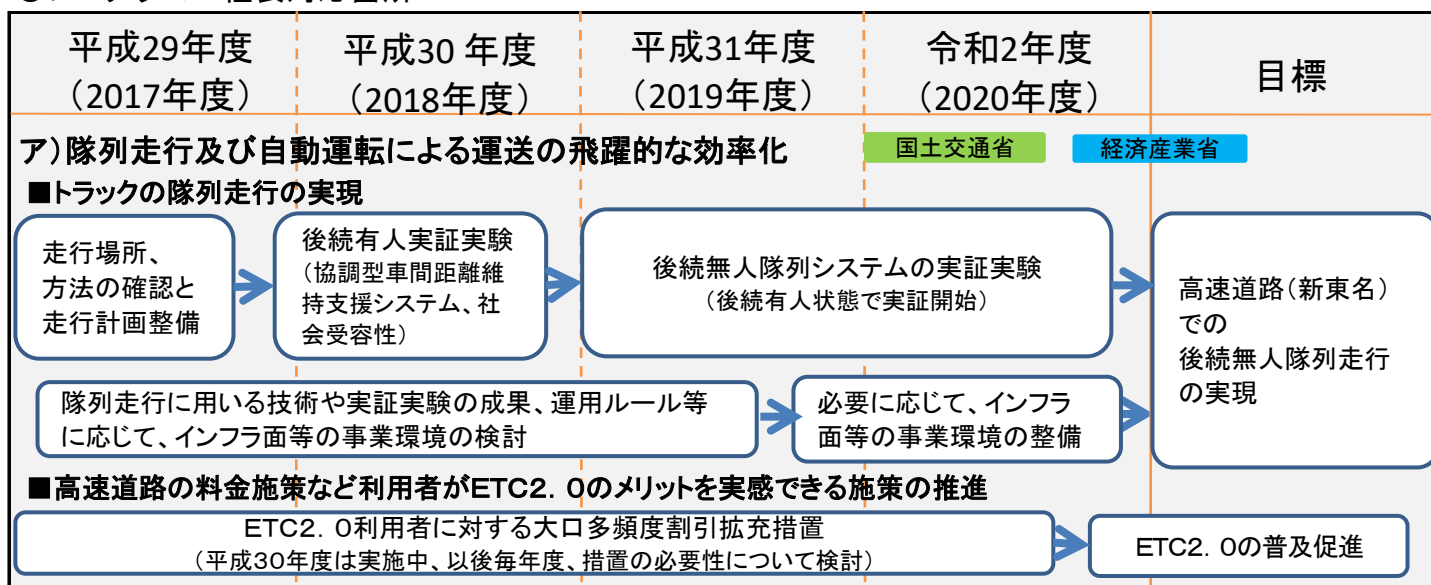 平成29年度
(2017年度)
平成30 年度
(2018年度)
平成31年度
(2019年度)
令和2年度
(2020年度)
目標
ア)隊列走行及び自動運転による運送の飛躍的な効率化
国土交通省
経済産業省
■トラックの隊列走行の実現
走行場所、
方法の確認と
走行計画整備
後続有人実証実験
(協調型車間距離維
持支援システム、社
会受容性)
後続無人隊列システムの実証実験
(後続有人状態で実証開始)
高速道路(新東名)
での
後続無人隊列走行
の実現
隊列走行に用いる技術や実証実験の成果、運用ルール等
に応じて、インフラ面等の事業環境の検討
必要に応じて、インフラ
面等の事業環境の整備
■高速道路の料金施策など利用者がETC2.0のメリットを実感できる施策の推進
ETC2.0利用者に対する大口多頻度割引拡充措置
(平成30年度は実施中、以後毎年度、措置の必要性について検討)
ETC2.0の普及促進